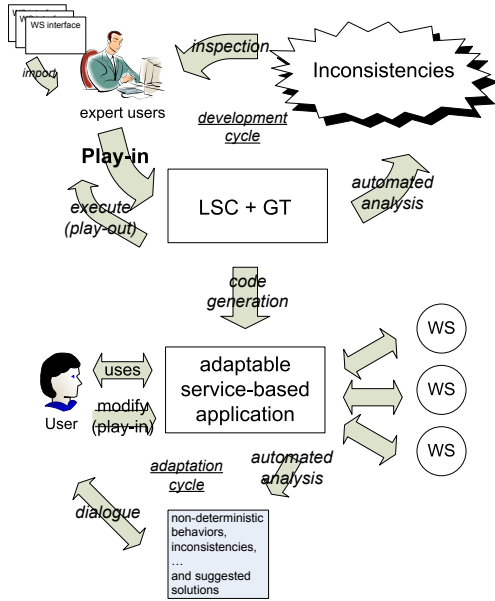 WS interface
import
expert users
inspection
Inconsistencies
development
cycle
Play-in
execute
(play-out)
LSC + GT
automated
analysis
code
generation
User
uses
modify
(play-in)
adaptable
service-based
application
WS
WS
WS
adaptation
cycle
automated
analysis
dialogue
non-deterministic
behaviors,
inconsistencies,
...
and suggested
solutions